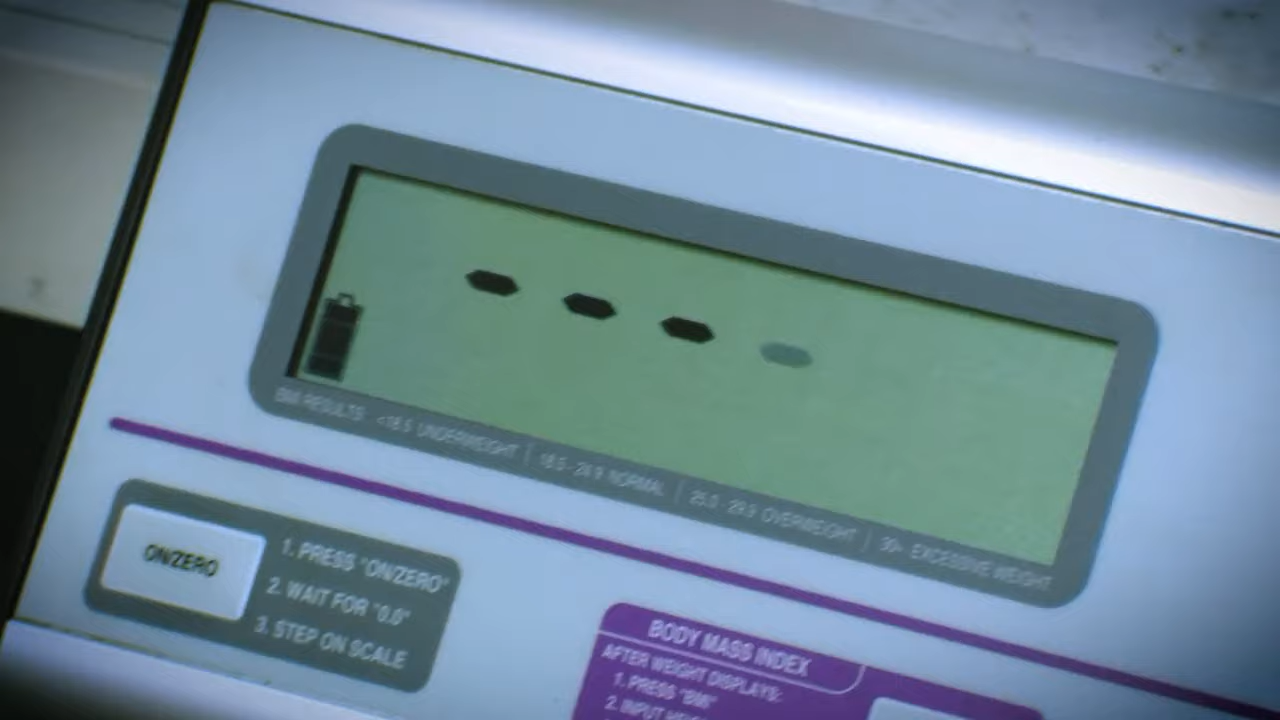 BMI RESULTS <18.5 UNDERWEIGHT | 18.5 - 24.9 NORMAL | 25.0 - 29.9 OVERWEIGHT | 30+ EXCESSIVE WEIGHT
ON/ZERO
1. PRESS "ON/ZERO"
2. WAIT FOR "0.0"
3. STEP ON SCALE
BODY MASS INDEX
AFTER WEIGHT DISPLAYS:
1. PRESS "BMI"
2. INPUT